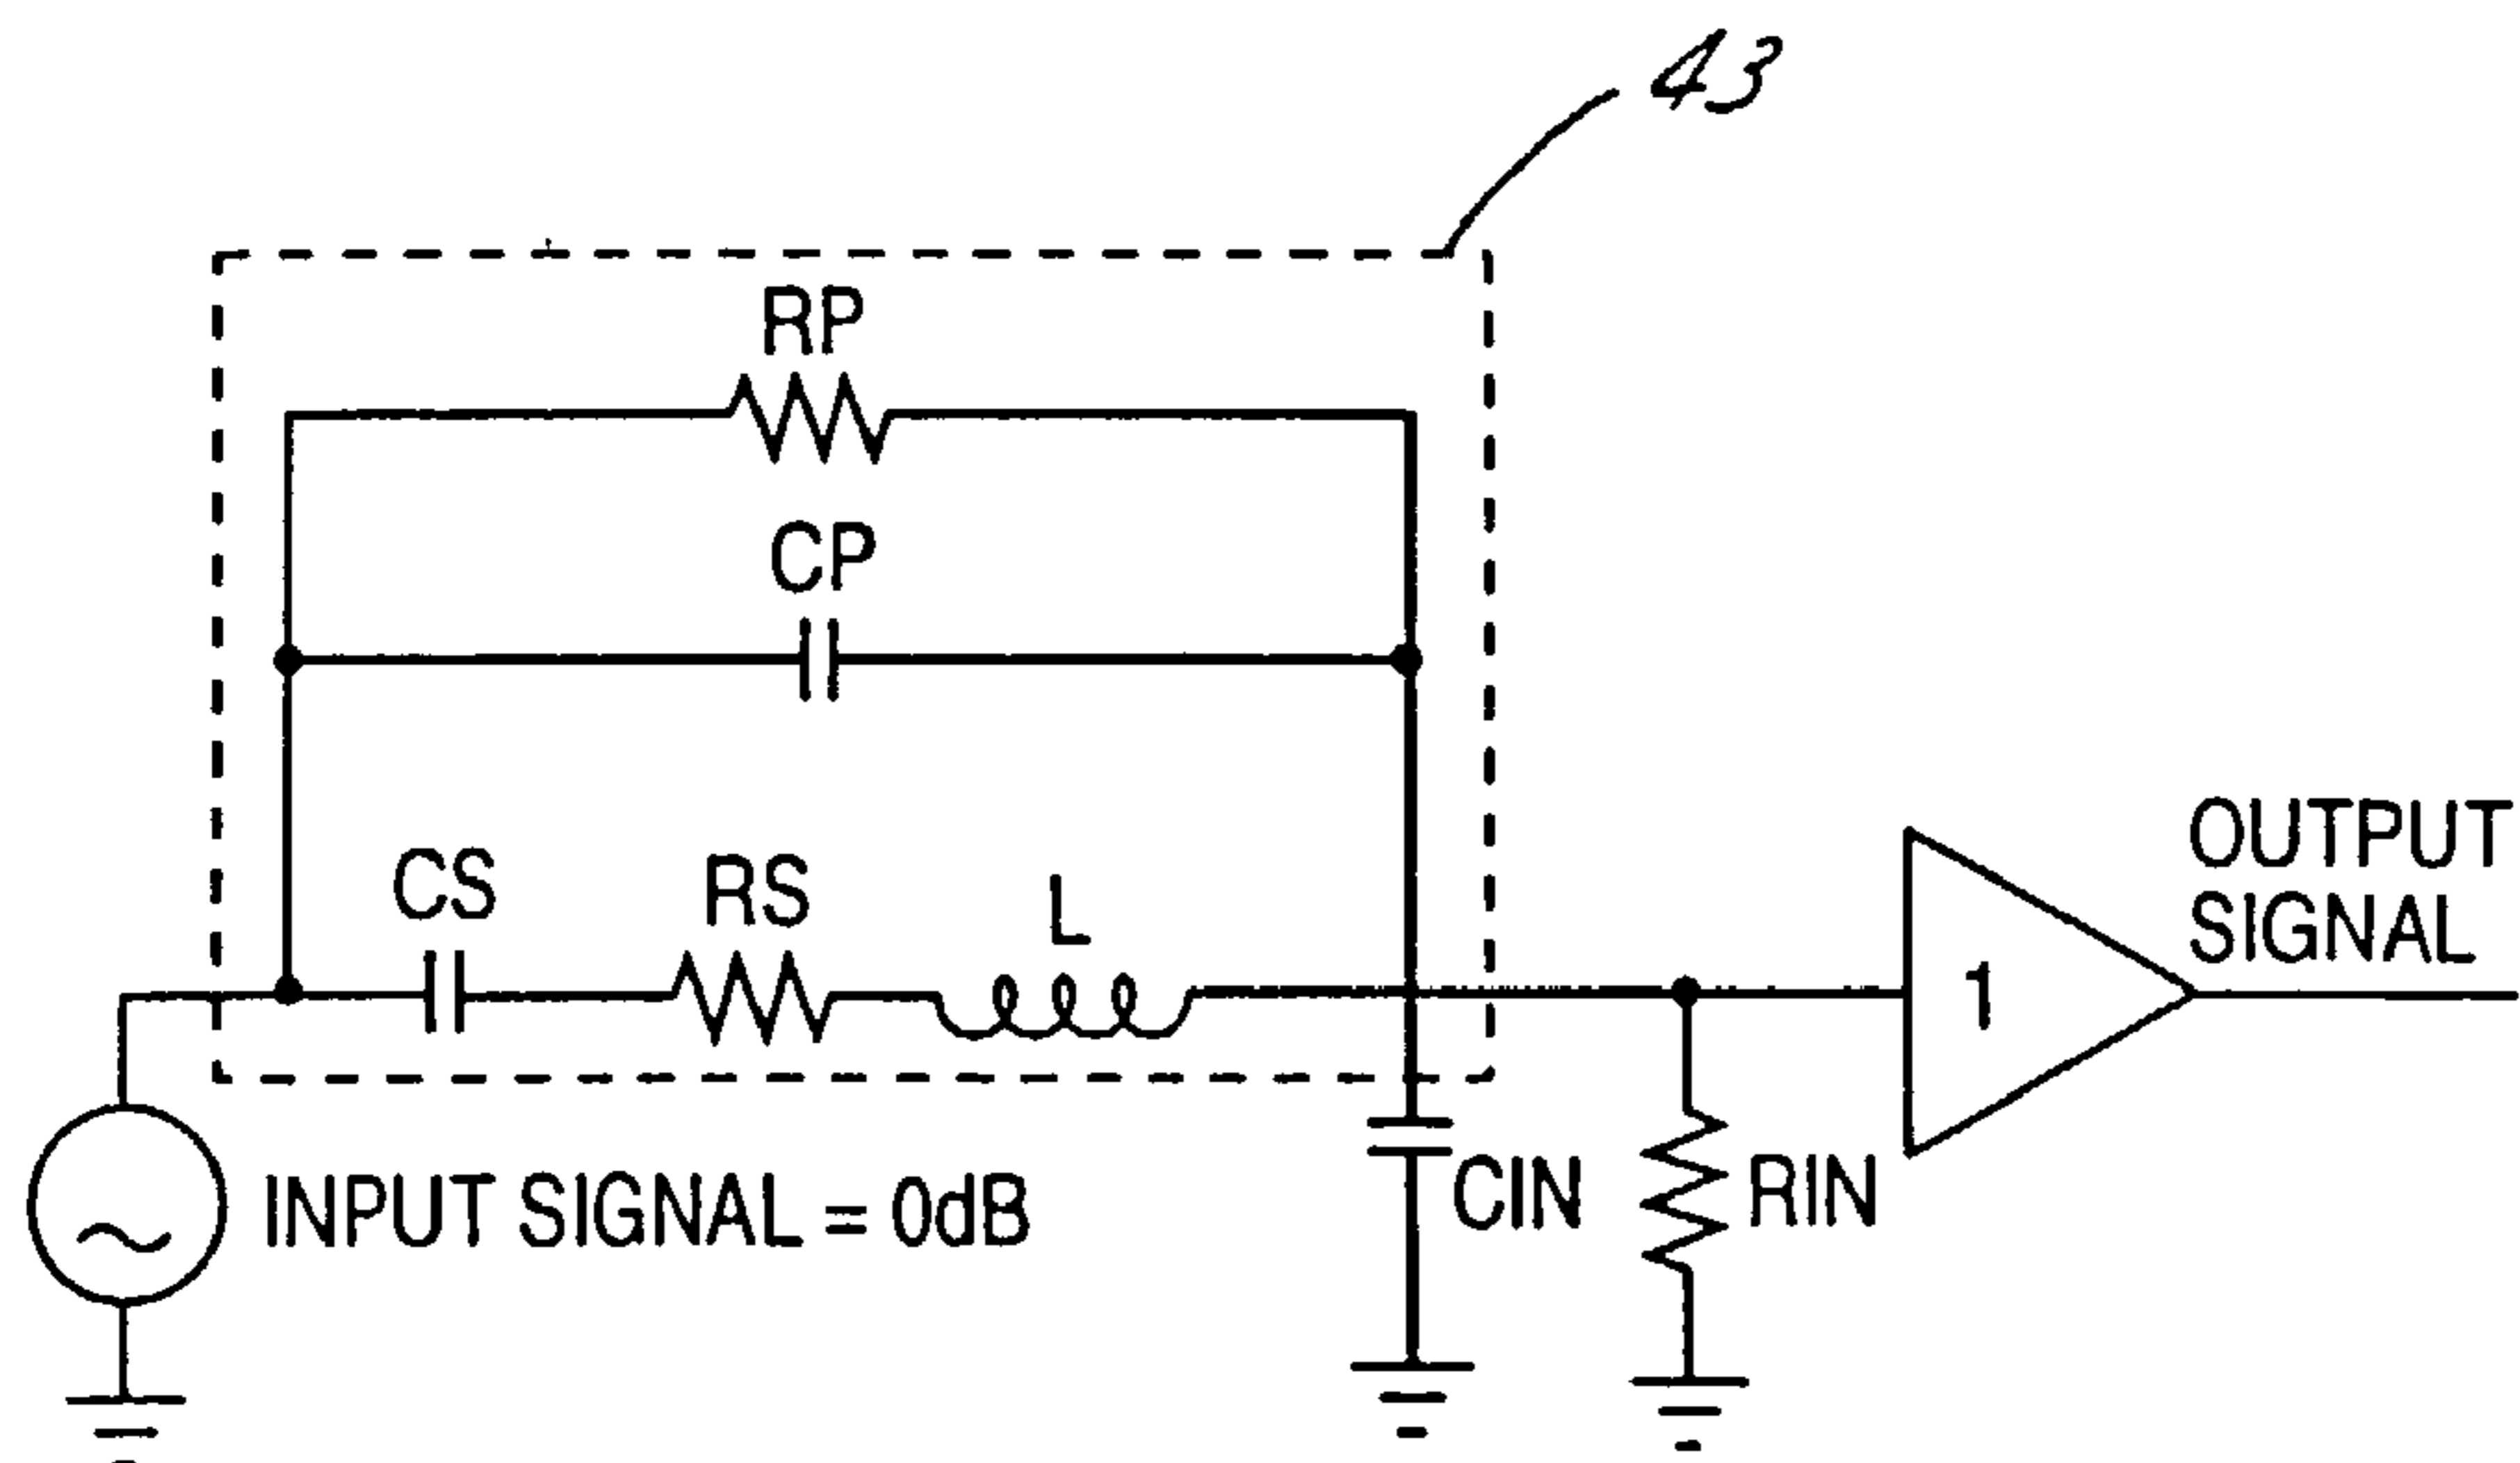 43
RP
CP
CS
RS
L
OUTPUT
SIGNAL
1
INPUT SIGNAL = 0dB
CIN
RIN